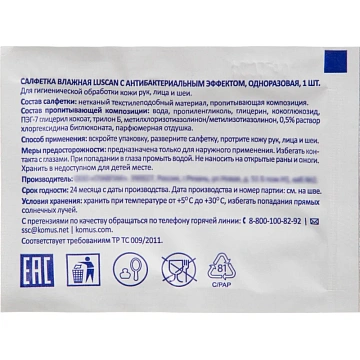 САЛФЕТКА ВЛАЖНАЯ LUSCAN С АНТИБАКТЕРИАЛЬНЫМ ЭФФЕКТОМ, ОДНОРАЗОВАЯ, 1 ШТ.
Для гигиенической обработки кожи рук, лица и шеи.
Состав салфетки: нетканый текстилеподобный материал, пропитывающая композиция.
Состав пропитывающей композиции: вода, пропиленгликоль, глицерин, кокоглюкозид,
ПЭГ-7 глицерил кокоат, трилон Б, метилхлоризотиазолинон/метилизотиазолинон, 0,5% раствор
хлоргексидина биглюконата, парфюмерная отдушка.
Способ применения: вскройте упаковку, разверните салфетку, протрите кожу рук, лица и шеи.
Меры предосторожности: предназначена только для наружного применения. Избегайте кон-
такта с глазами. При попадании в глаза промыть водой. Не наносить на открытые раны и ожоги.
Хранить в недоступном для детей месте.
Производитель:
Срок годности: 24 месяца с даты производства. Дата производства и номер партии: см. на шве.
Условия хранения: хранить при температуре от +5⁰ С до +30⁰ С, избегать попадания прямых
солнечных лучей.
С претензиями по качеству обращаться по телефону горячей линии: 8-800-100-82-92
ssc@komus.net | komus.com
Соответствует требованиям ТР ТС 009/2011.
EAC
81
C/PAP